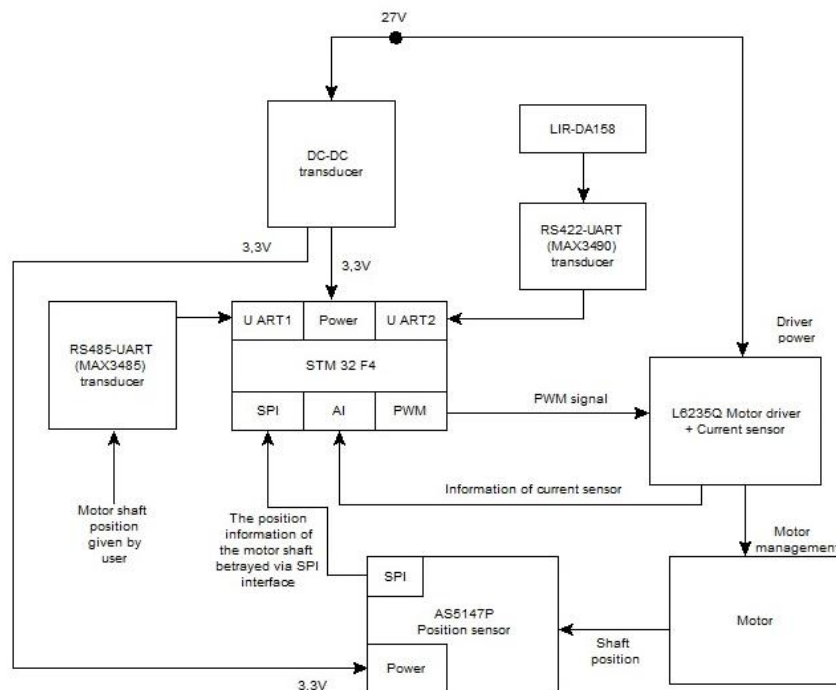 27V
DC-DC
transducer
LIR-DA158
RS422-UART
(MAX3490)
transducer
3,3V
3,3V
RS485-UART
(MAX3485)
transducer
U ART1
Power
U ART2
STM 32 F4
SPI
AI
PWM
Driver
power
PWM signal
L6235Q Motor driver
+ Current sensor
Information of current sensor
Motor shaft
position
given by
user
The position
information of
the motor shaft
betrayed via SPI
interface
Motor
management
SPI
AS5147P
Position sensor
Shaft
position
Motor
Power
3,3V